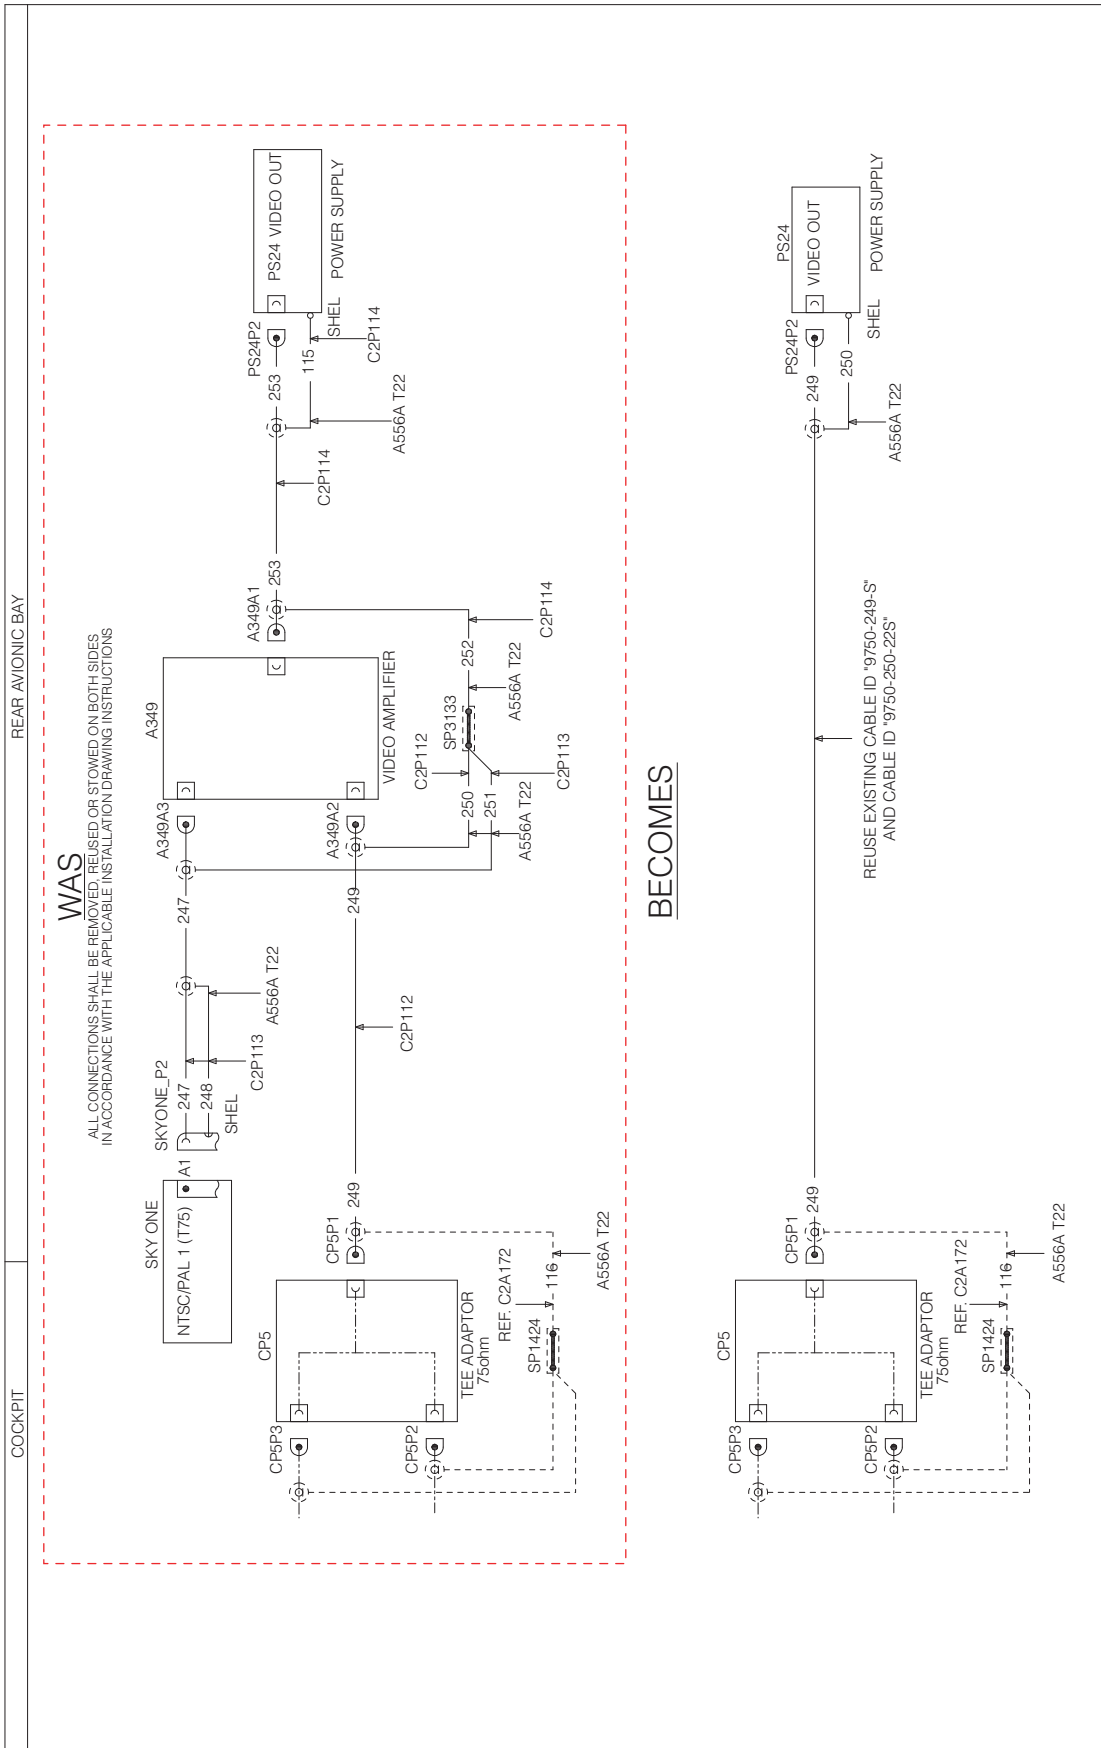 COCKPIT
REAR AVIONIC BAY
WAS
ALL CONNECTIONS SHALL BE REMOVED, REUSED OR STOWED ON BOTH SIDES
IN ACCORDANCE WITH THE APPLICABLE INSTALLATION DRAWING INSTRUCTIONS
SKY ONE
NTSC/PAL 1 (T75)
A1
SKYONE_P2
247
248
SHEL
C2P113
A556A T22
247
A349A3
A349
VIDEO AMPLIFIER
A349A2
A349A1
253
C2P114
253
PS24P2
PS24 VIDEO OUT
POWER SUPPLY
SHEL
115
C2P114
A556A T22
CP5
CP5P3
CP5P2
TEE ADAPTOR
75ohm
CP5P1
249
C2P112
249
REF. C2A172
SP1424
116
A556A T22
C2P112
250
251
A556A T22
C2P113
SP3133
252
A556A T22
C2P114
BECOMES
CP5
CP5P3
CP5P2
TEE ADAPTOR
75ohm
CP5P1
249
REF. C2A172
SP1424
116
A556A T22
REUSE EXISTING CABLE ID "9750-249-S"
AND CABLE ID "9750-250-22S"
249
250
A556A T22
PS24P2
PS24
VIDEO OUT
SHEL
POWER SUPPLY